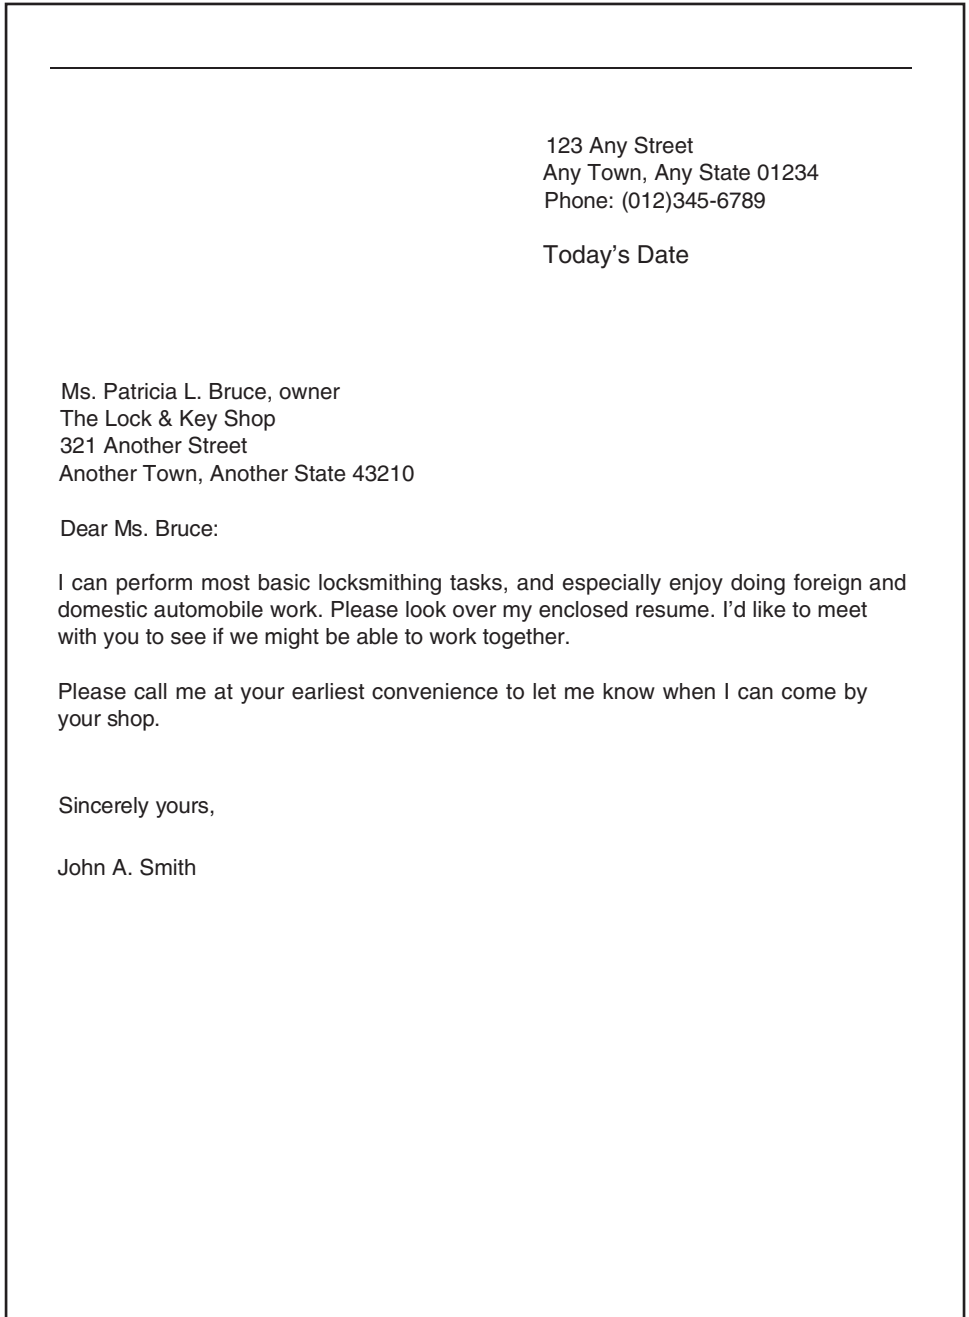 123 Any Street
Any Town, Any State 01234
Phone: (012)345-6789
Today’s Date
Ms. Patricia L. Bruce, owner
The Lock & Key Shop
321 Another Street
Another Town, Another State 43210
Dear Ms. Bruce:
I can perform most basic locksmithing tasks, and especially enjoy doing foreign and
domestic automobile work. Please look over my enclosed resume. I’d like to meet
with you to see if we might be able to work together.
Please call me at your earliest convenience to let me know when I can come by
your shop.
Sincerely yours,
John A. Smith